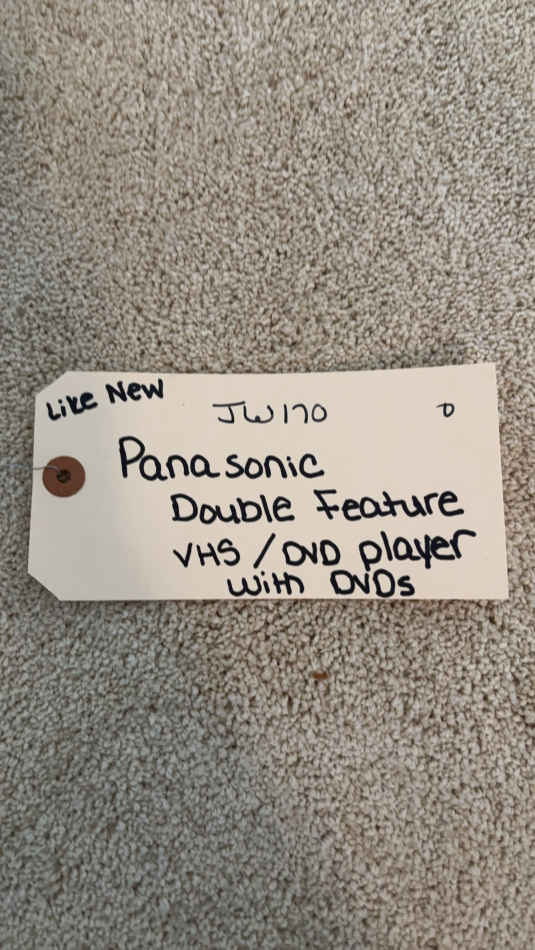 Like New
JW170 D
Panasonic
Double Feature
VHS / DVD player
with DVDs